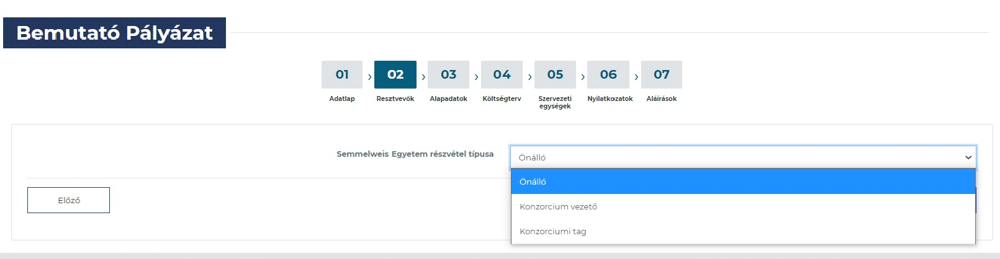 Bemutató Pályázat
01 › 02 › 03 › 04 › 05 › 06 › 07
Adatlap Resztvevők Alapadatok Költségterv Szervezeti egységek Nyilatkozatok Aláírások
Semmelweis Egyetem részvétel típusa
Önálló
Önálló
Konzorcium vezető
Konzorciumi tag
Előző